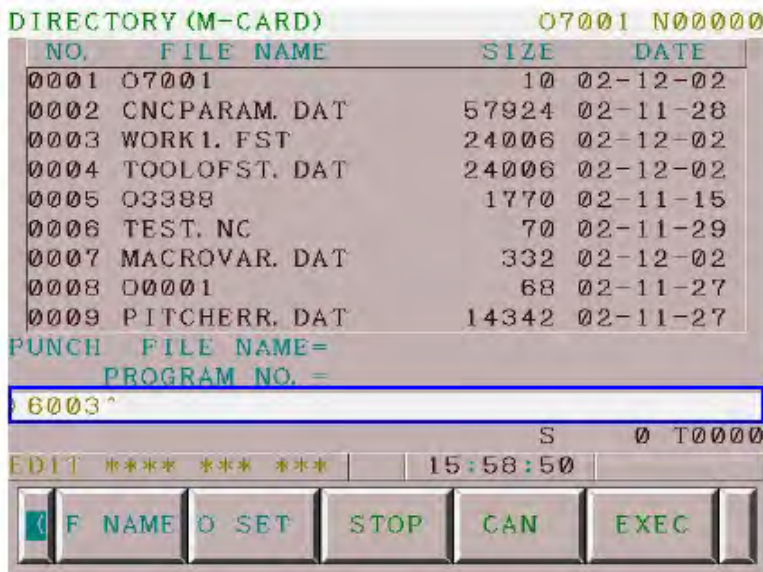 DIRECTORY (M-CARD) O7001 N00000
NO. FILE NAME SIZE DATE
0001 O7001 10 02-12-02
0002 CNCPARAM. DAT 57924 02-11-28
0003 WORK1. FST 24006 02-12-02
0004 TOOLOFST. DAT 24006 02-12-02
0005 O3388 1770 02-11-15
0006 TEST. NC 70 02-11-29
0007 MACROVAR. DAT 332 02-12-02
0008 O0001 68 02-11-27
0009 PITCHERR. DAT 14342 02-11-27
PUNCH FILE NAME=
PROGRAM NO. =
) 6003^
S 0 T0000
EDIT **** *** *** 15:58:50
( F NAME O SET STOP CAN EXEC